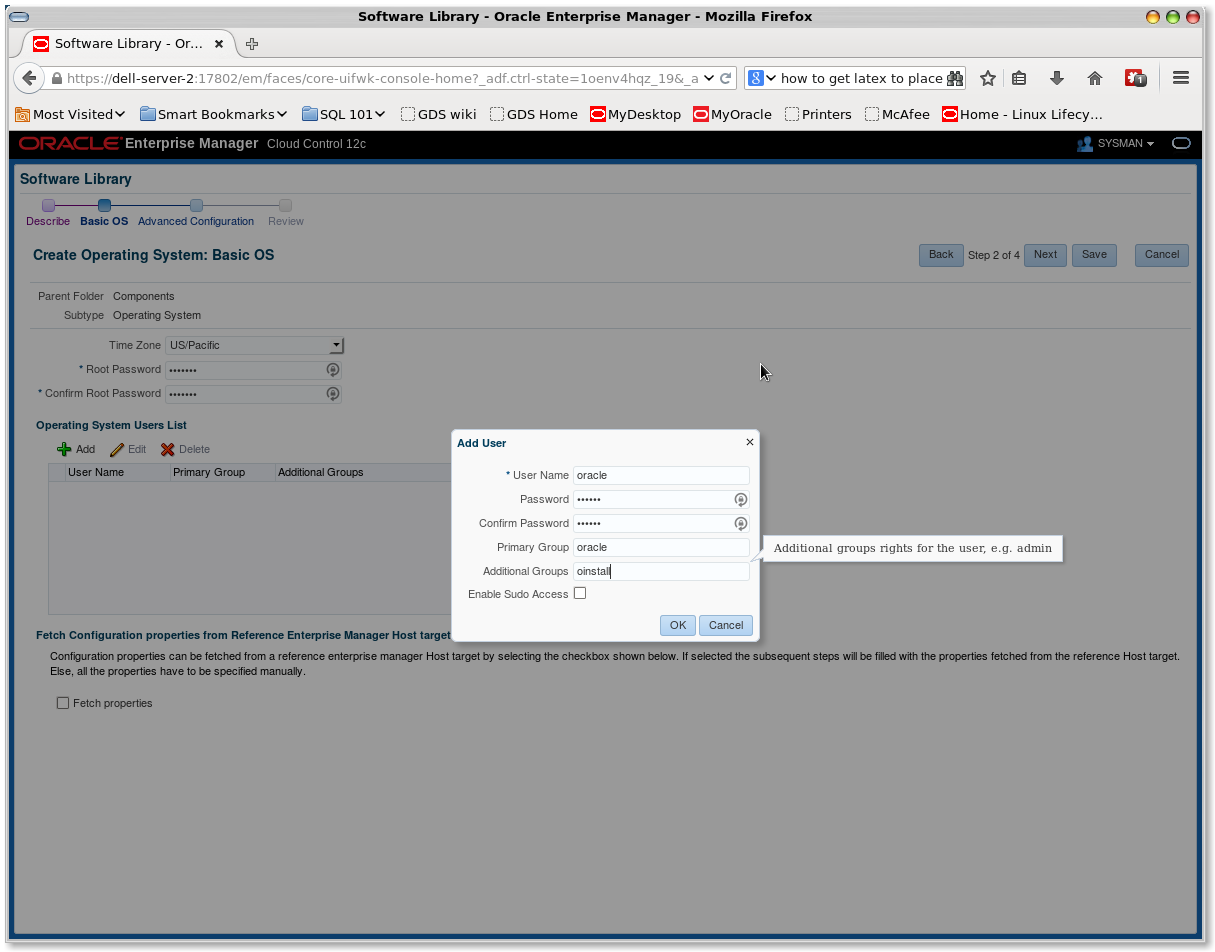 Software Library - Oracle Enterprise Manager - Mozilla Firefox
Software Library - Or...
https://dell-server-2:17802/em/faces/core-uifwk-console-home?_adf.ctrl-state=1oenv4hqz_19&_a
8 how to get latex to place
1
Most Visited Smart Bookmarks SQL 101 GDS wiki GDS Home MyDesktop MyOracle Printers McAfee Home - Linux Lifecy...
ORACLE Enterprise Manager Cloud Control 12c SYSMAN
Software Library
Describe Basic OS Advanced Configuration Review
Create Operating System: Basic OS Back Step 2 of 4 Next Save Cancel
Parent Folder Components
Subtype Operating System
Time Zone US/Pacific
* Root Password •••••••
* Confirm Root Password •••••••
Operating System Users List
Add Edit Delete
User Name Primary Group Additional Groups
Add User
* User Name oracle
Password ••••••
Confirm Password ••••••
Primary Group oracle
Additional groups rights for the user, e.g. admin
Additional Groups oinstall
Enable Sudo Access
OK Cancel
Fetch Configuration properties from Reference Enterprise Manager Host target
Configuration properties can be fetched from a reference enterprise manager Host target by selecting the checkbox shown below. If selected the subsequent steps will be filled with the properties fetched from the reference Host target.
Else, all the properties have to be specified manually.
Fetch properties